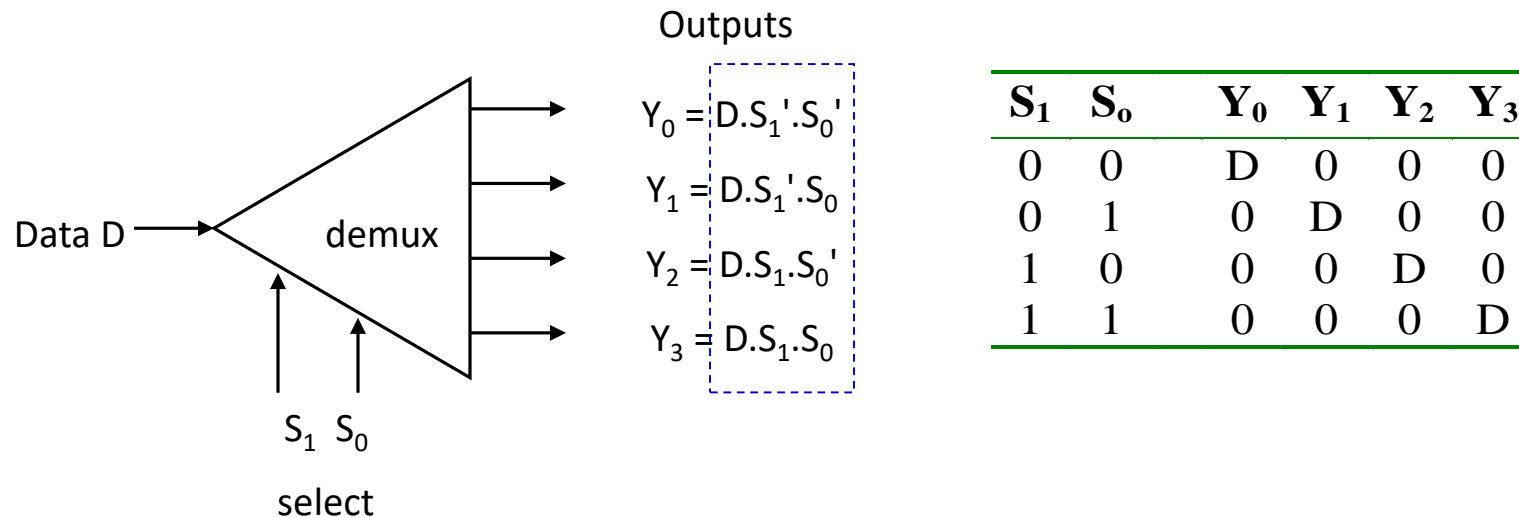 Outputs
Y₀ = D.S₁'.S₀'
Y₁ = D.S₁'.S₀
Y₂ = D.S₁.S₀'
Y₃ = D.S₁.S₀
Data D
demux
S₁ S₀
select
S₁ Sₒ Y₀ Y₁ Y₂ Y₃
0 0 D 0 0 0
0 1 0 D 0 0
1 0 0 0 D 0
1 1 0 0 0 D